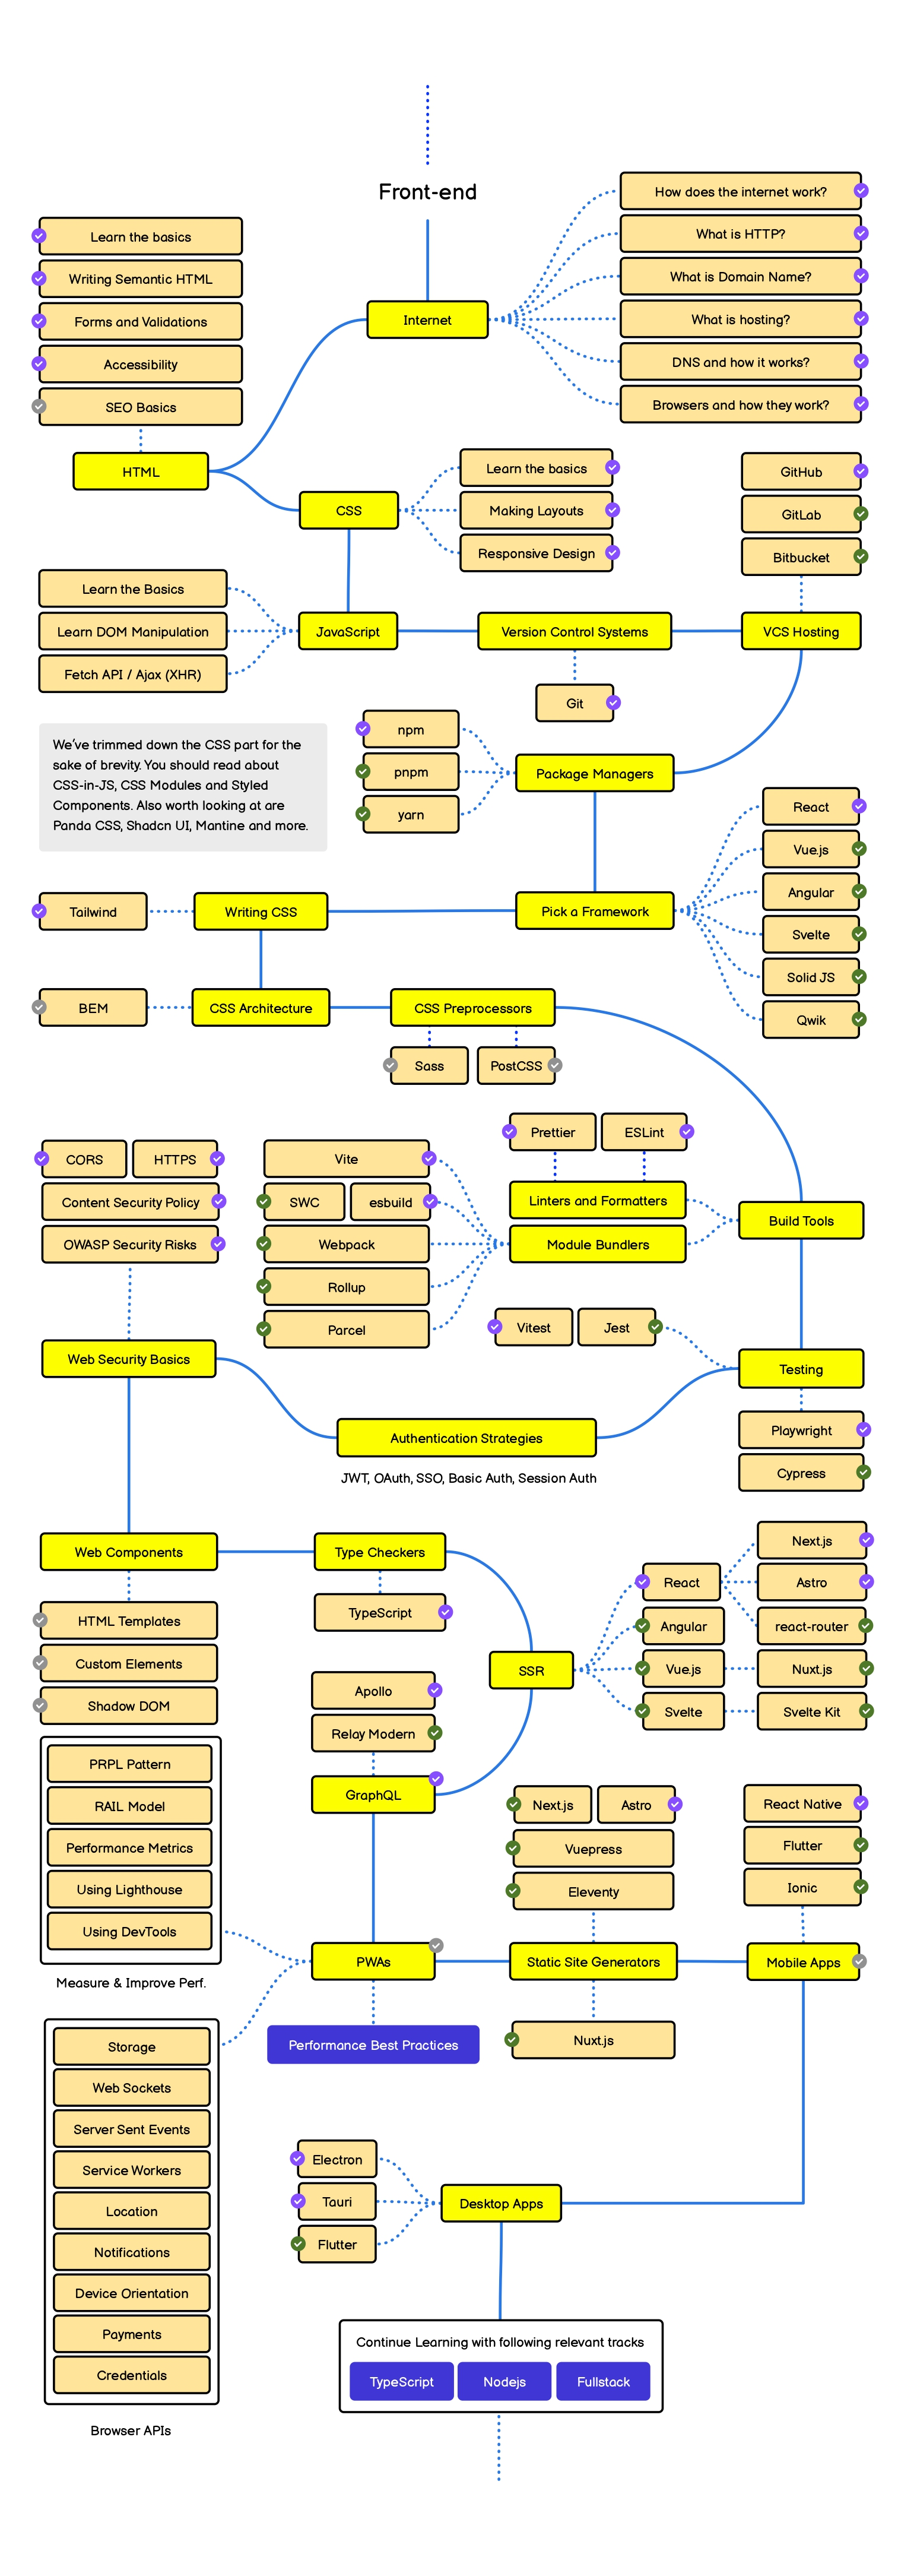 Front-end
How does the internet work?
What is HTTP?
What is Domain Name?
What is hosting?
DNS and how it works?
Browsers and how they work?
Internet
Learn the basics
Writing Semantic HTML
Forms and Validations
Accessibility
SEO Basics
HTML
CSS
Learn the basics
Making Layouts
Responsive Design
GitHub
GitLab
Bitbucket
Learn the Basics
Learn DOM Manipulation
Fetch API / Ajax (XHR)
JavaScript
Version Control Systems
VCS Hosting
Git
We've trimmed down the CSS part for the
sake of brevity. You should read about
CSS-in-JS, CSS Modules and Styled
Components. Also worth looking at are
Panda CSS, Shadcn UI, Mantine and more.
npm
pnpm
yarn
Package Managers
React
Vue.js
Angular
Svelte
Solid JS
Qwik
Tailwind
Writing CSS
Pick a Framework
BEM
CSS Architecture
CSS Preprocessors
Sass
PostCSS
Prettier
ESLint
CORS
HTTPS
Content Security Policy
OWASP Security Risks
Vite
SWC
esbuild
Webpack
Rollup
Parcel
Linters and Formatters
Module Bundlers
Build Tools
Vitest
Jest
Web Security Basics
Testing
Authentication Strategies
JWT, OAuth, SSO, Basic Auth, Session Auth
Playwright
Cypress
Web Components
Type Checkers
HTML Templates
Custom Elements
Shadow DOM
TypeScript
SSR
React
Angular
Vue.js
Svelte
Next.js
Astro
react-router
Nuxt.js
Svelte Kit
Apollo
Relay Modern
GraphQL
PRPL Pattern
RAIL Model
Performance Metrics
Using Lighthouse
Using DevTools
Measure & Improve Perf.
Next.js
Astro
Vuepress
Eleventy
React Native
Flutter
Ionic
PWAs
Static Site Generators
Mobile Apps
Performance Best Practices
Nuxt.js
Storage
Web Sockets
Server Sent Events
Service Workers
Location
Notifications
Device Orientation
Payments
Credentials
Browser APIs
Electron
Tauri
Flutter
Desktop Apps
Continue Learning with following relevant tracks
TypeScript
Nodejs
Fullstack